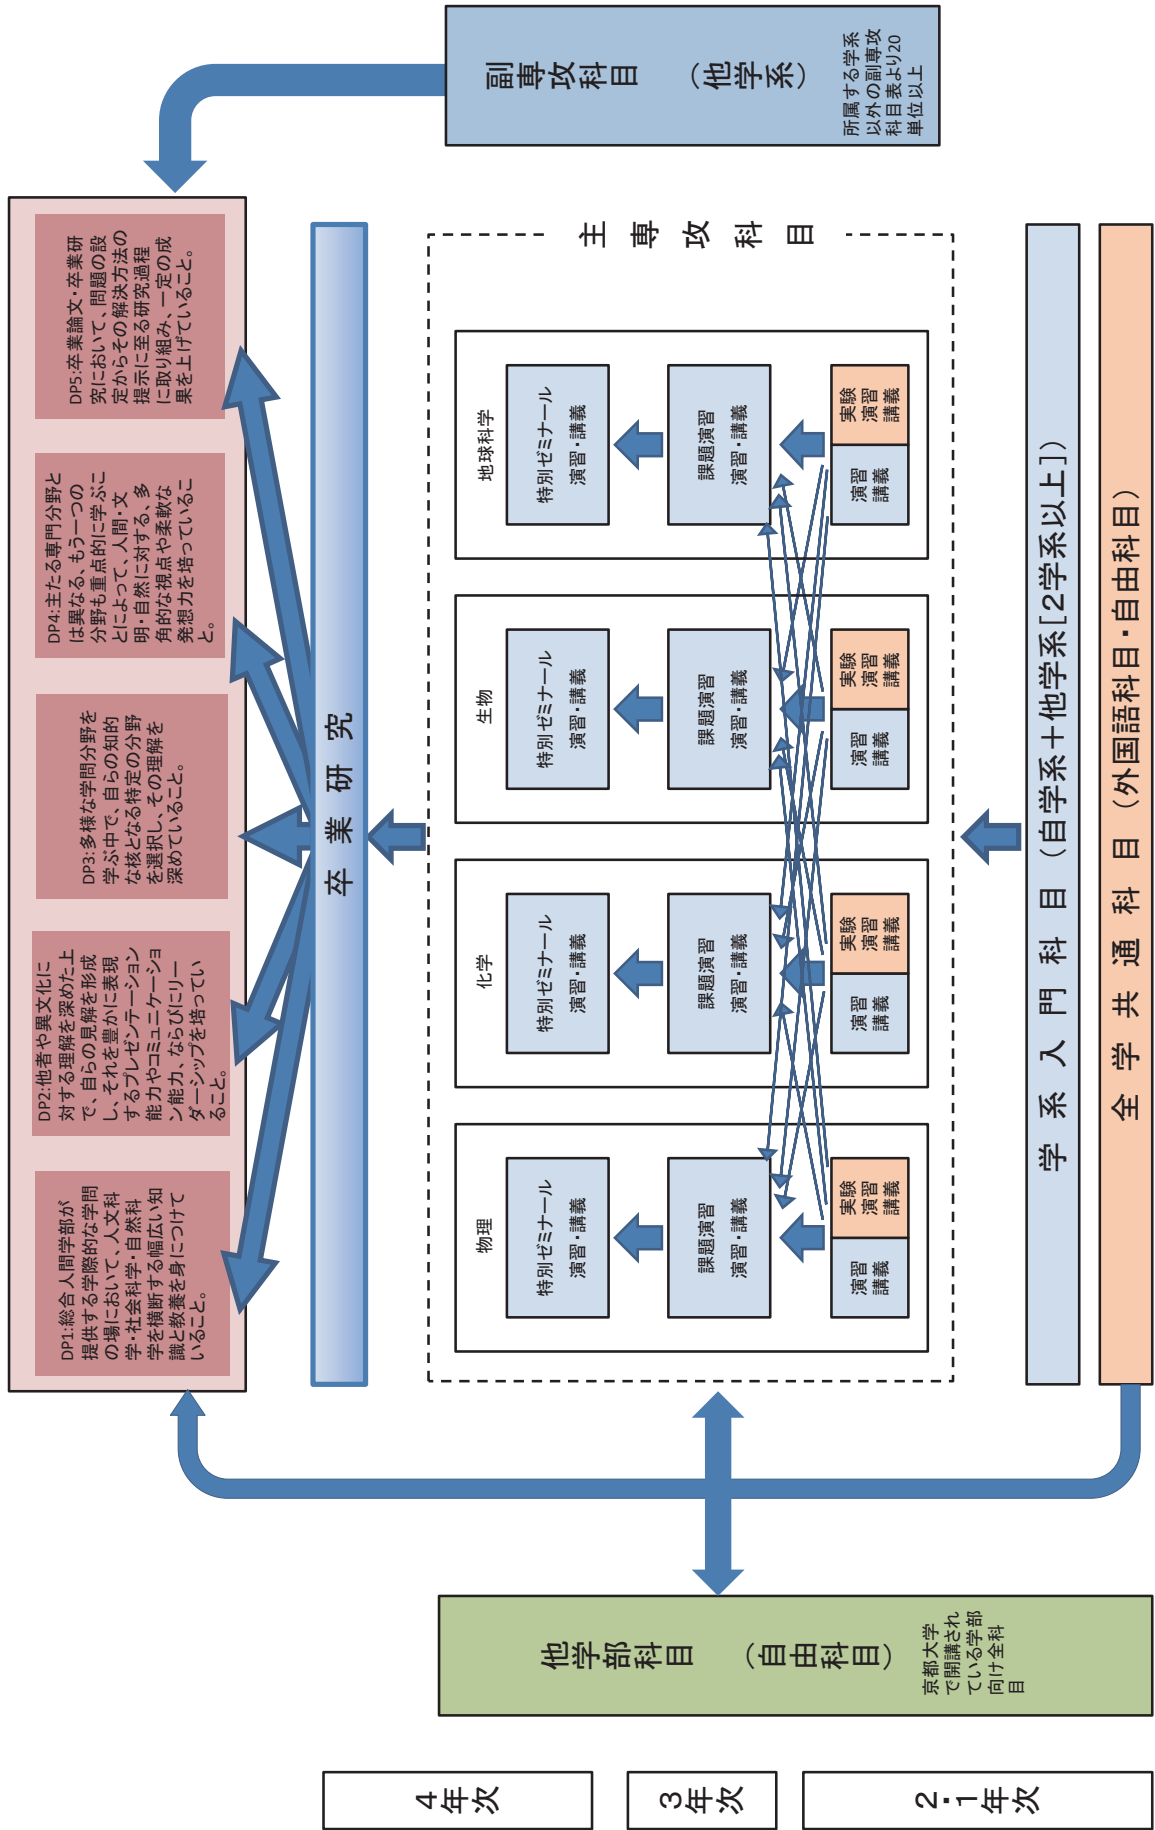 DP1:総合人間学部が
提供する学際的な学問
の場において、人文科
学・社会科学・自然科
学を横断する幅広い知
識と教養を身につけて
いること。
DP2:他者や異文化に
対する理解を深めた上
で、自らの見解を形成
し、それを豊かに表現
するプレゼンテーション
能力やコミュニケーショ
ン能力、ならびにリー
ダーシップを培ってい
ること。
DP3:多様な学問分野を
学ぶ中で、自らの知的
な核となる特定の分野
を選択し、その理解を
深めていること。
DP4:主たる専門分野と
は異なる、もう一つの
分野も重点的に学ぶこ
とによって、人間・文
明・自然に対する、多
角的な視点や柔軟な
発想力を培っているこ
と。
DP5:卒業論文・卒業研
究において、問題の設
定からその解決方法の
提示に至る研究過程
に取り組み、一定の成
果を上げていること。
4年次
卒業研究
3年次
2・1年次
他学部科目 (自由科目)
京都大学
で開講され
ている学部
向け全科
目
主専攻科目
物理
特別ゼミナール
演習・講義
課題演習
演習・講義
演習
講義
実験
演習
講義
化学
特別ゼミナール
演習・講義
課題演習
演習・講義
演習
講義
実験
演習
講義
生物
特別ゼミナール
演習・講義
課題演習
演習・講義
演習
講義
実験
演習
講義
地球科学
特別ゼミナール
演習・講義
課題演習
演習・講義
演習
講義
実験
演習
講義
副専攻科目 (他学系)
所属する学系
以外の副専攻
科目表より20
単位以上
学系入門科目(自学系+他学系[2学系以上])
全学共通科目(外国語科目・自由科目)